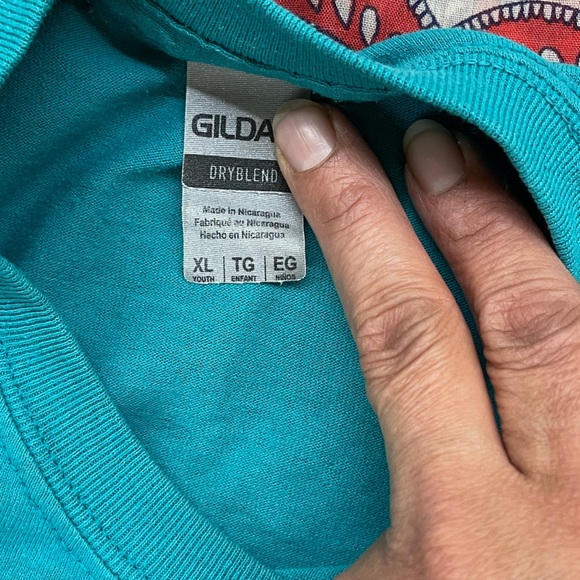 GILDA
DRYBLEND
Made in Nicaragua
Fabriqué au Nicaragua
Hecho en Nicaragua
XL | TG | EG
YOUTH ENFANT NIÑOS